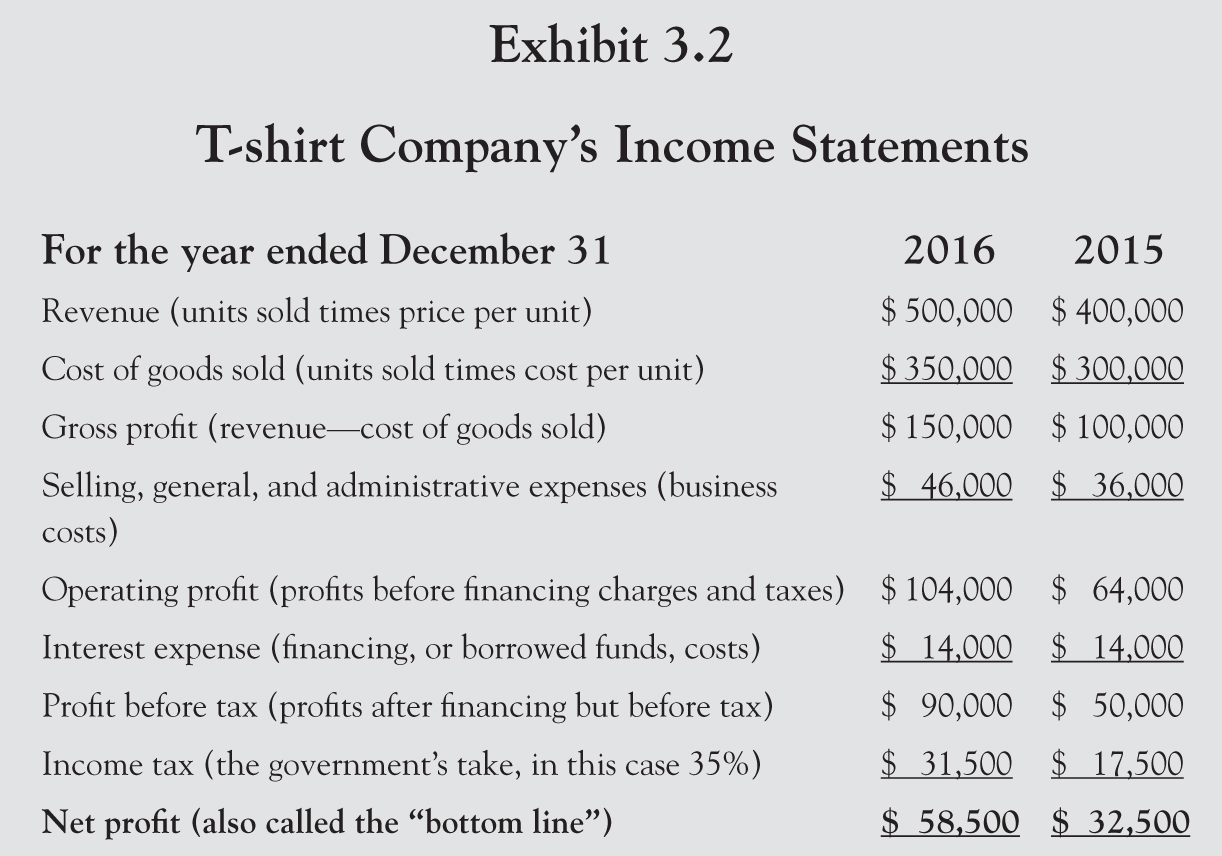 Exhibit 3.2
T-shirt Company’s Income Statements
For the year ended December 31 2016 2015
Revenue (units sold times price per unit) $ 500,000 $ 400,000
Cost of goods sold (units sold times cost per unit) $ 350,000 $ 300,000
Gross profit (revenue—cost of goods sold) $ 150,000 $ 100,000
Selling, general, and administrative expenses (business $ 46,000 $ 36,000
costs)
Operating profit (profits before financing charges and taxes) $ 104,000 $ 64,000
Interest expense (financing, or borrowed funds, costs) $ 14,000 $ 14,000
Profit before tax (profits after financing but before tax) $ 90,000 $ 50,000
Income tax (the government’s take, in this case 35%) $ 31,500 $ 17,500
Net profit (also called the “bottom line”) $ 58,500 $ 32,500